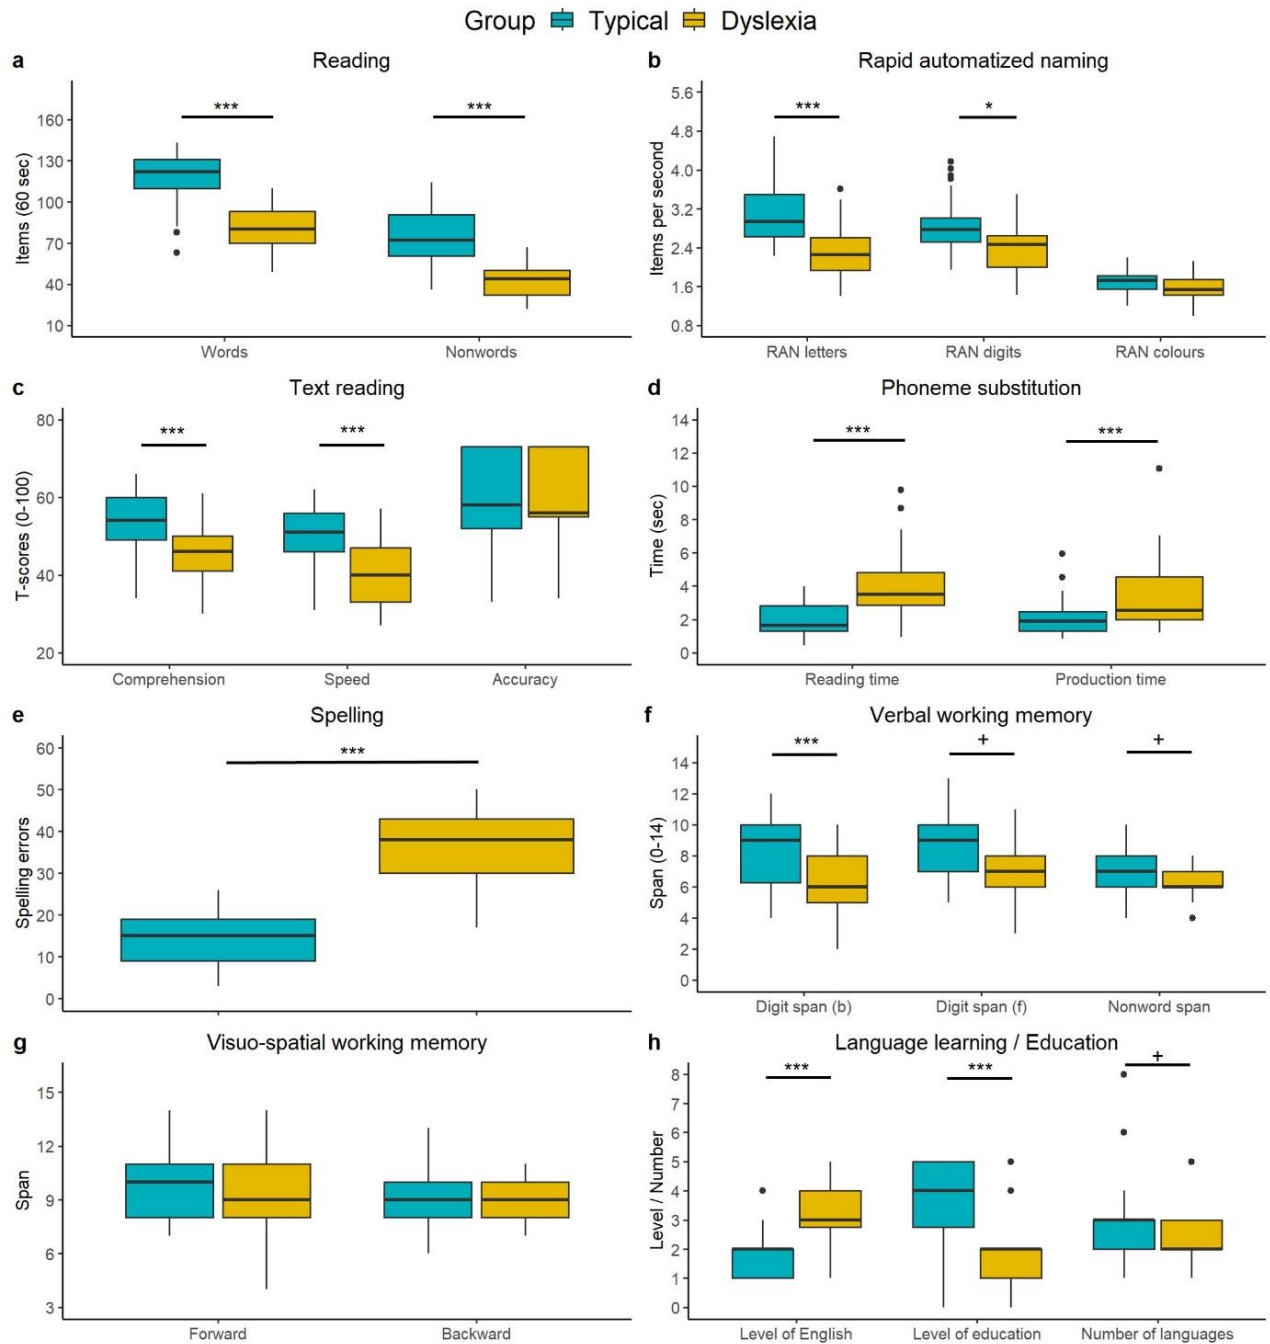 Group Typical Dyslexia
a Reading
*** ***
Items (60 sec)
160
130
100
70
40
10
Words Nonwords
b Rapid automatized naming
*** *
Items per second
5.6
4.8
4.0
3.2
2.4
1.6
0.8
RAN letters RAN digits RAN colours
c Text reading
*** ***
T-scores (0-100)
80
60
40
20
Comprehension Speed Accuracy
d Phoneme substitution
*** ***
Time (sec)
14
12
10
8
6
4
2
0
Reading time Production time
e Spelling
***
Spelling errors
60
50
40
30
20
10
0
f Verbal working memory
*** + +
Span (0-14)
14
12
10
8
6
4
2
0
Digit span (b) Digit span (f) Nonword span
g Visuo-spatial working memory
Span
15
12
9
6
3
Forward Backward
h Language learning / Education
*** *** +
Level / Number
8
7
6
5
4
3
2
1
0
Level of English Level of education Number of languages